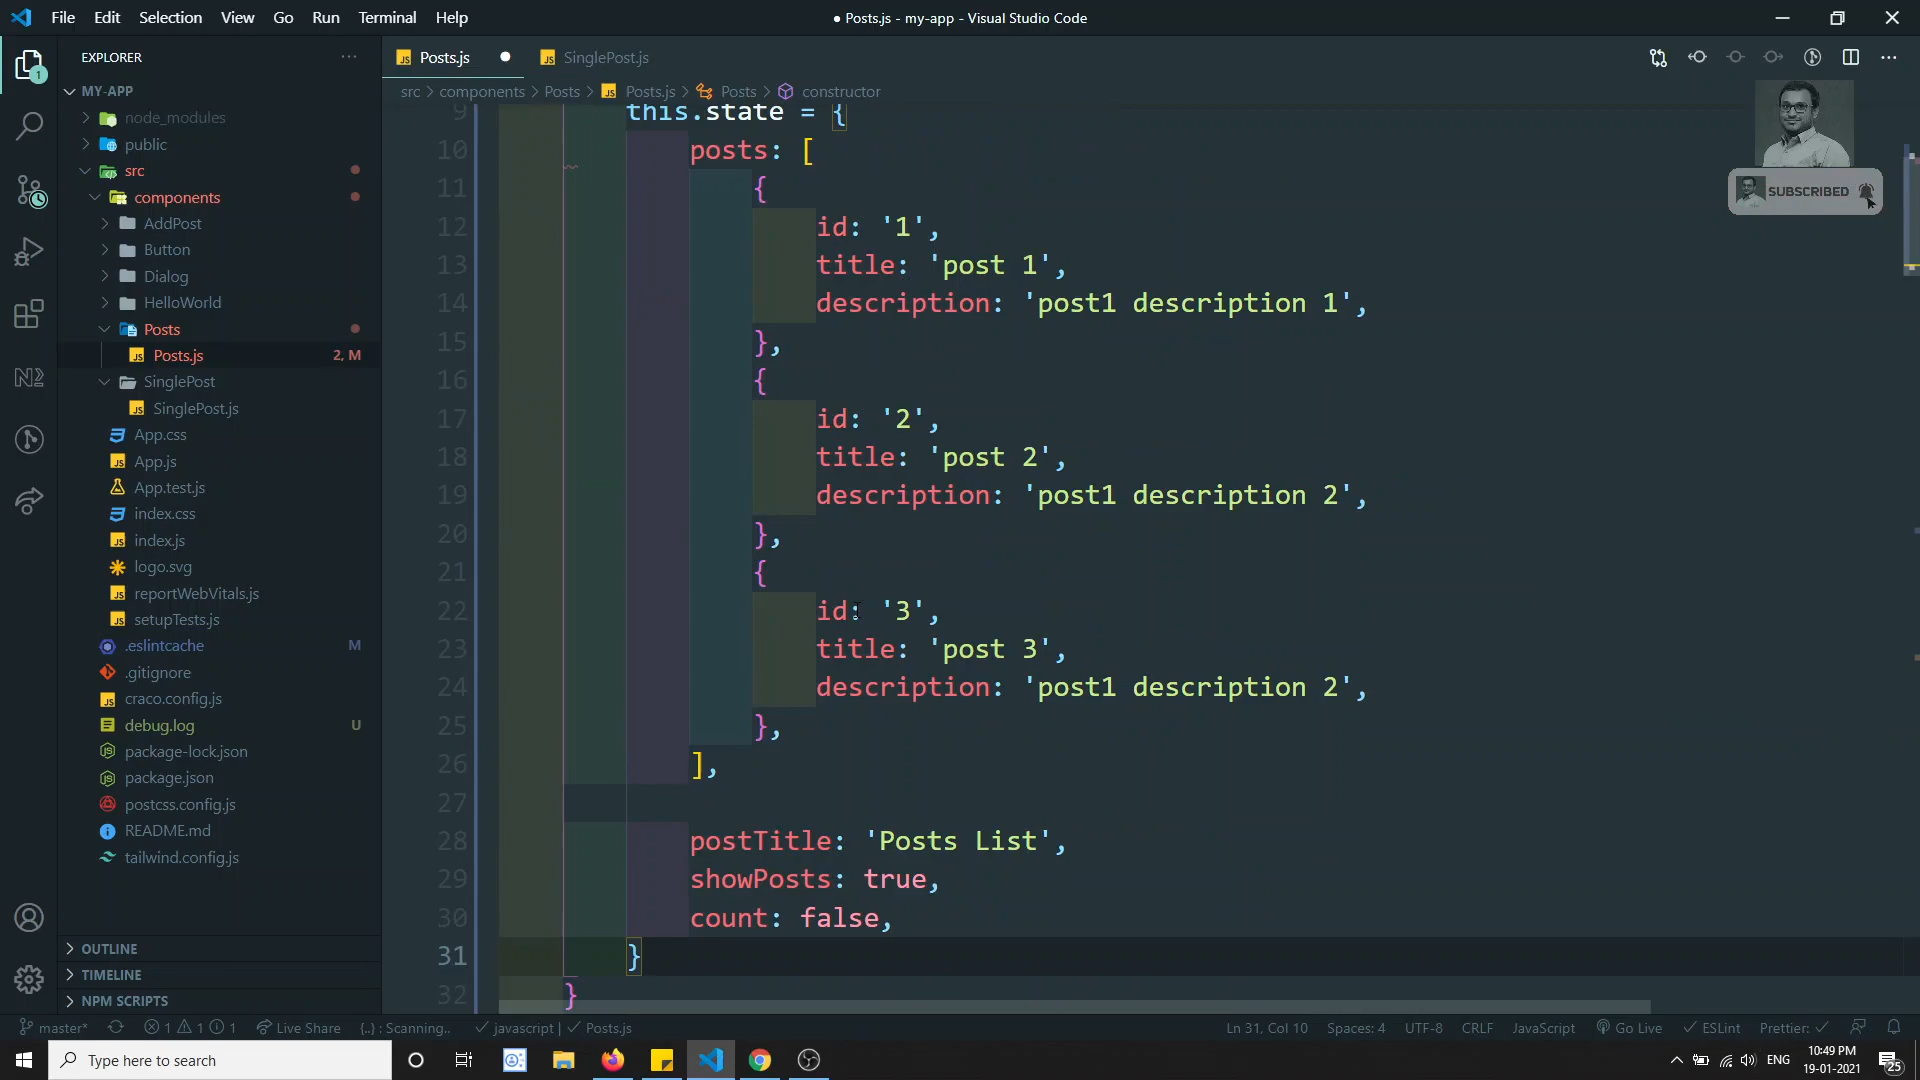 File Edit Selection View Go Run Terminal Help
● Posts.js - my-app - Visual Studio Code
EXPLORER
MY-APP
node_modules
public
src
components
AddPost
Button
Dialog
HelloWorld
Posts
Posts.js 2, M
SinglePost
SinglePost.js
App.css
App.js
App.test.js
index.css
index.js
logo.svg
reportWebVitals.js
setupTests.js
.eslintcache M
.gitignore
craco.config.js
debug.log U
package-lock.json
package.json
postcss.config.js
README.md
tailwind.config.js
OUTLINE
TIMELINE
NPM SCRIPTS
Posts.js
SinglePost.js
src > components > Posts > Posts.js > Posts > constructor
9 this.state = {
10 posts: [
11 {
12 id: '1',
13 title: 'post 1',
14 description: 'post1 description 1',
15 },
16 {
17 id: '2',
18 title: 'post 2',
19 description: 'post1 description 2',
20 },
21 {
22 id: '3',
23 title: 'post 3',
24 description: 'post1 description 2',
25 },
26 ],
27
28 postTitle: 'Posts List',
29 showPosts: true,
30 count: false,
31 }
32 }
SUBSCRIBED
1
master* 1 1 1 Live Share {..} : Scanning.. javascript | Posts.js
Ln 31, Col 10 Spaces: 4 UTF-8 CRLF JavaScript Go Live ESLint Prettier:
Type here to search
ENG
10:49 PM
19-01-2021
25